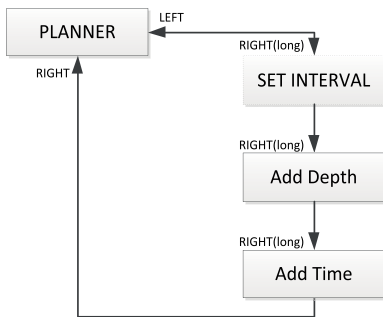 LEFT
PLANNER
RIGHT(long)
RIGHT
SET INTERVAL
RIGHT(long)
Add Depth
RIGHT(long)
Add Time